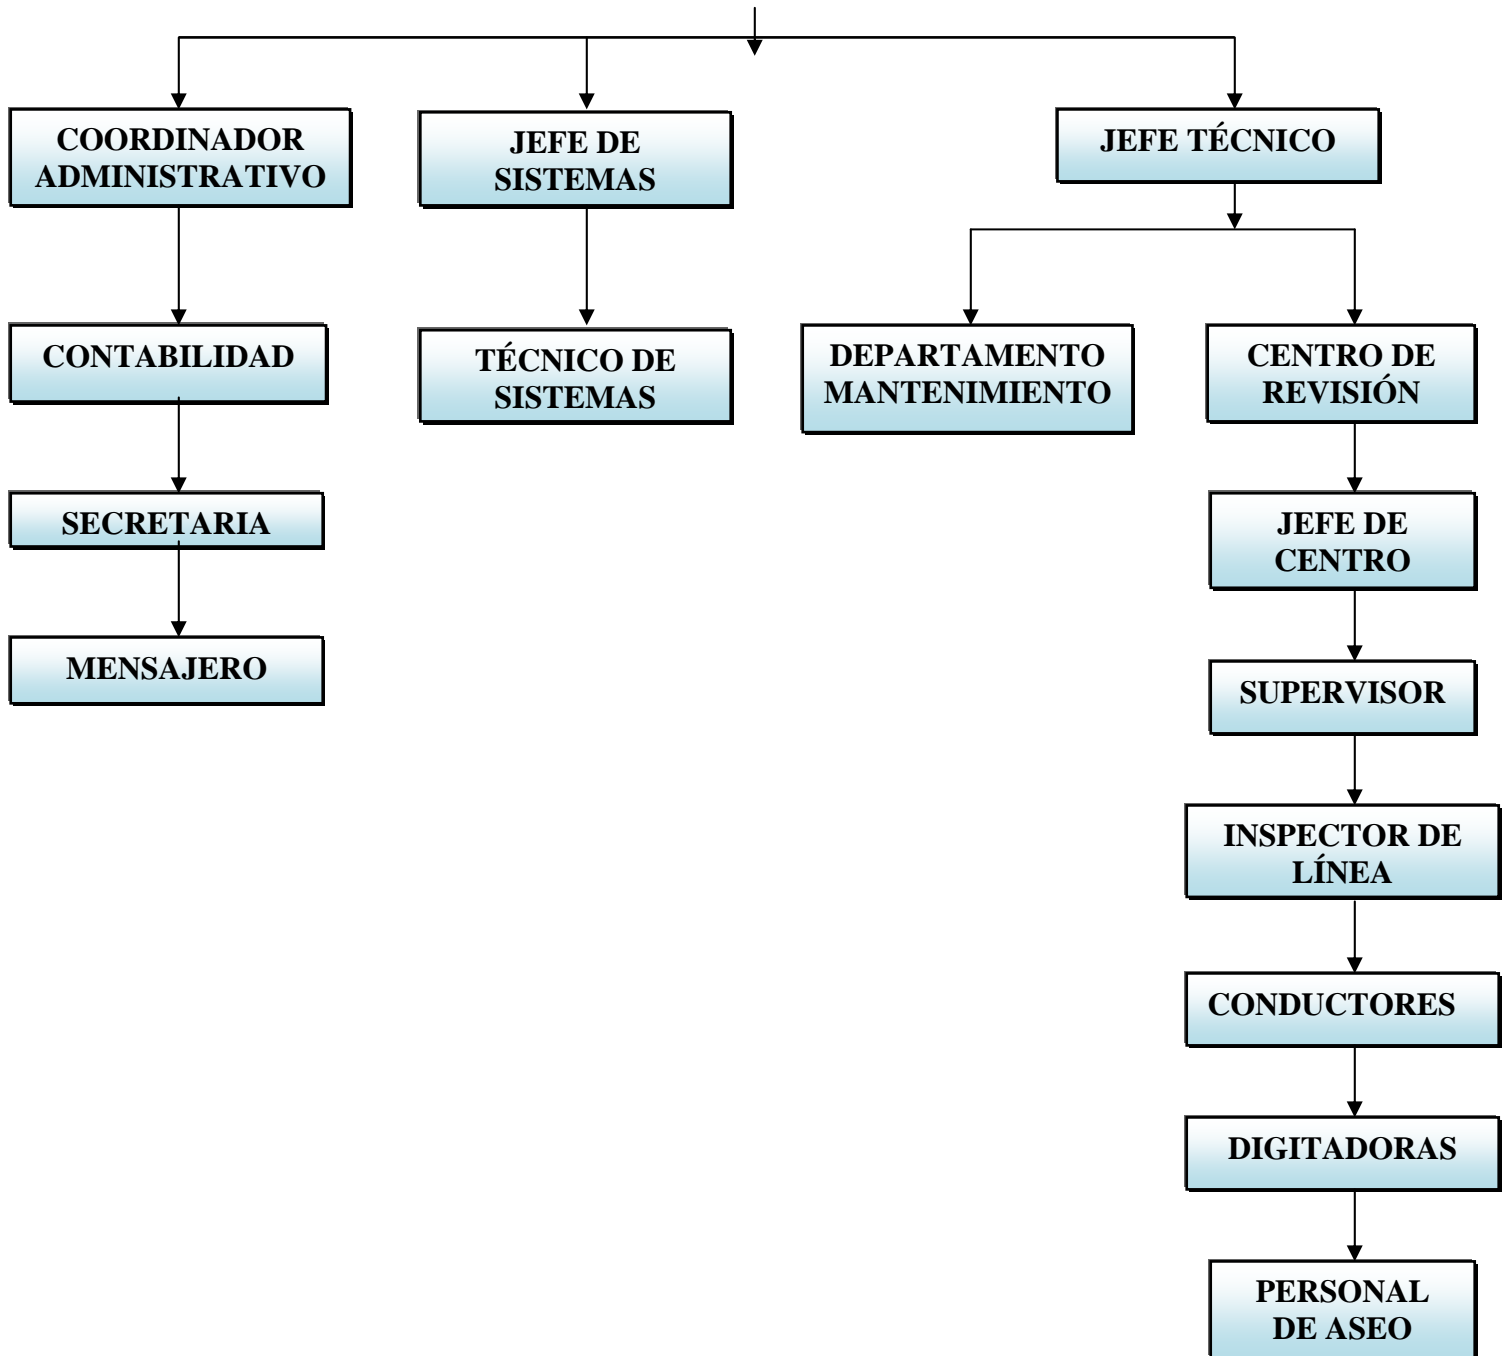 COORDINADOR
ADMINISTRATIVO
JEFE DE
SISTEMAS
JEFE TÉCNICO
CONTABILIDAD
TÉCNICO DE
SISTEMAS
DEPARTAMENTO
MANTENIMIENTO
CENTRO DE
REVISIÓN
SECRETARIA
JEFE DE
CENTRO
MENSAJERO
SUPERVISOR
INSPECTOR DE
LÍNEA
CONDUCTORES
DIGITADORAS
PERSONAL
DE ASEO